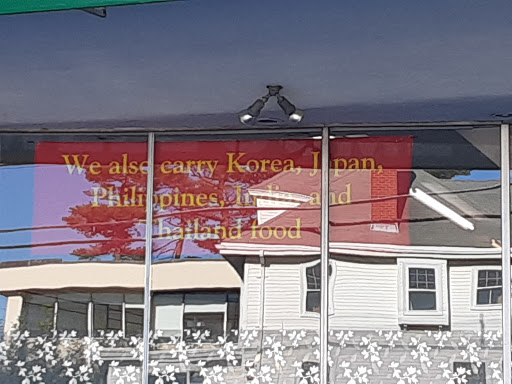 We also carry Korea, Japan,
Philippines, India and
Thailand food